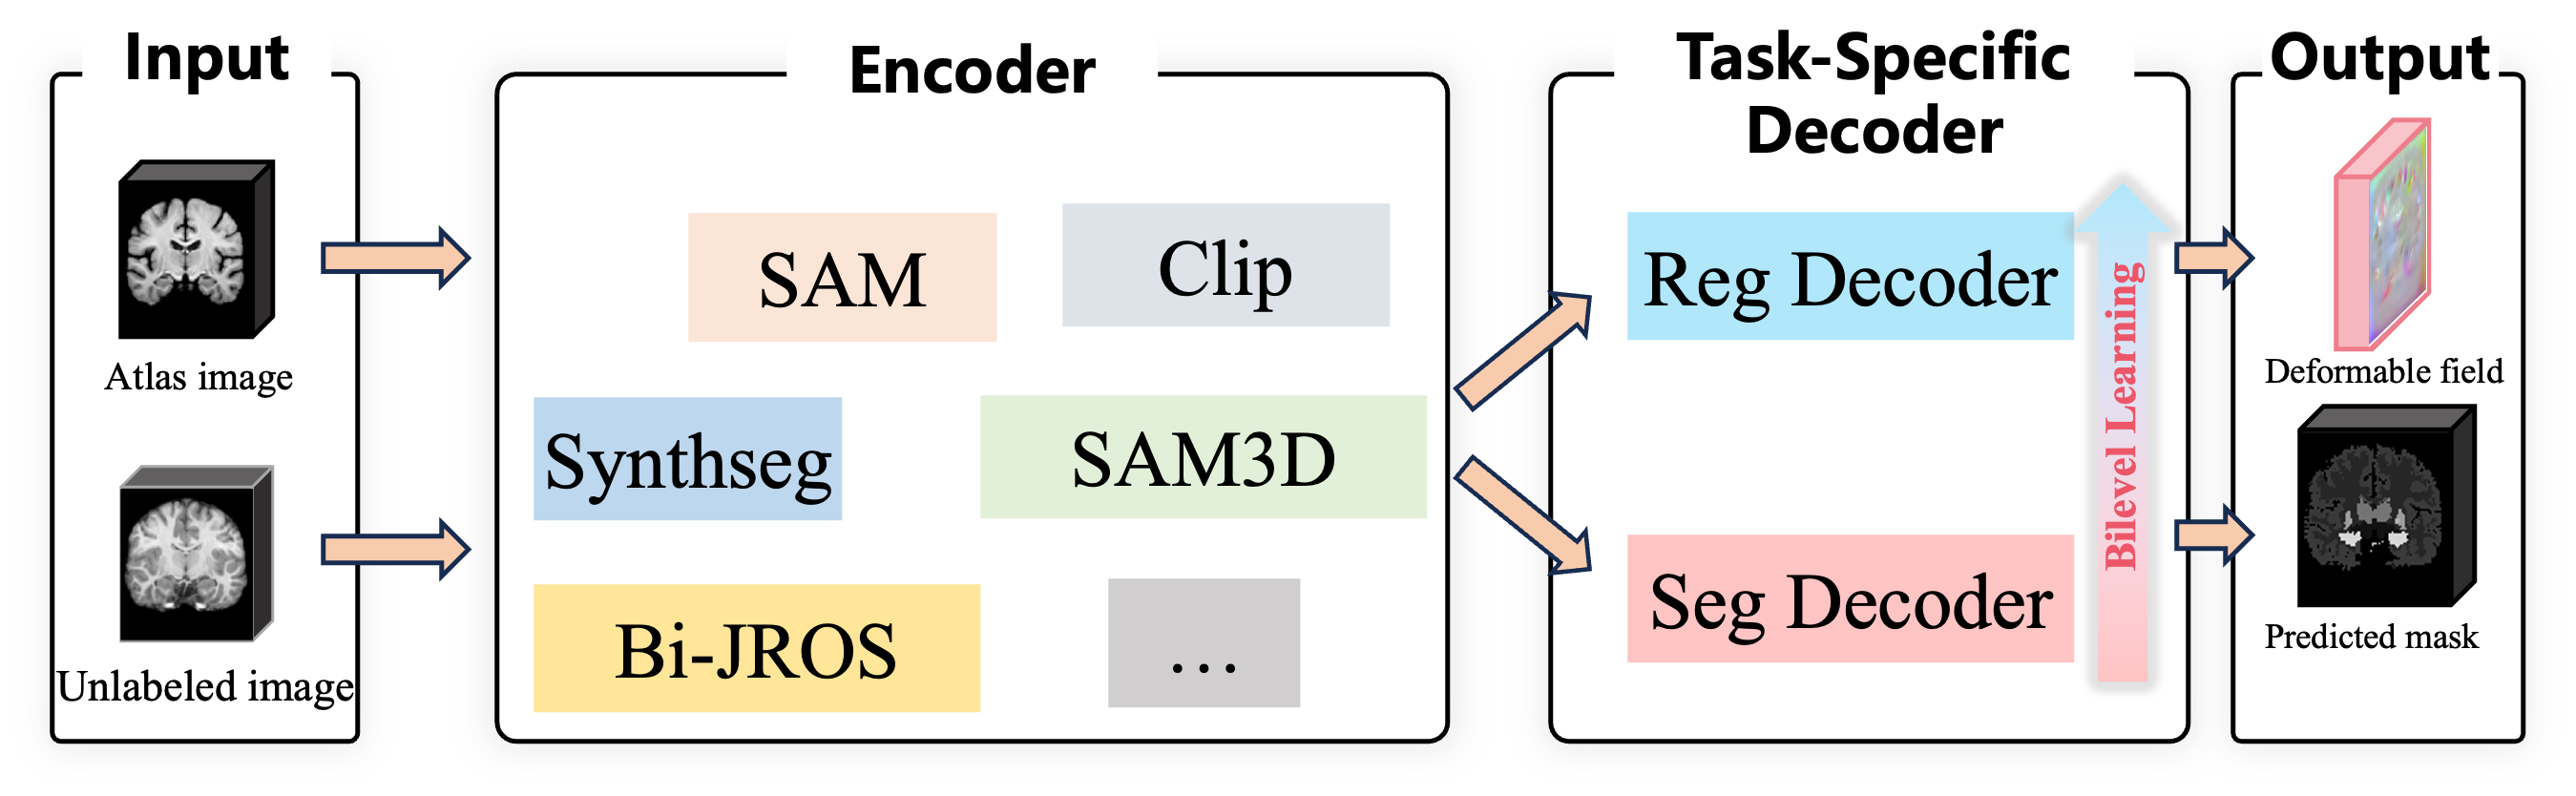 Input
Atlas image
Unlabeled image
Encoder
SAM
Clip
Synthseg
SAM3D
Bi-JROS
...
Task-Specific
Decoder
Reg Decoder
Seg Decoder
Bilevel Learning
Output
Deformable field
Predicted mask